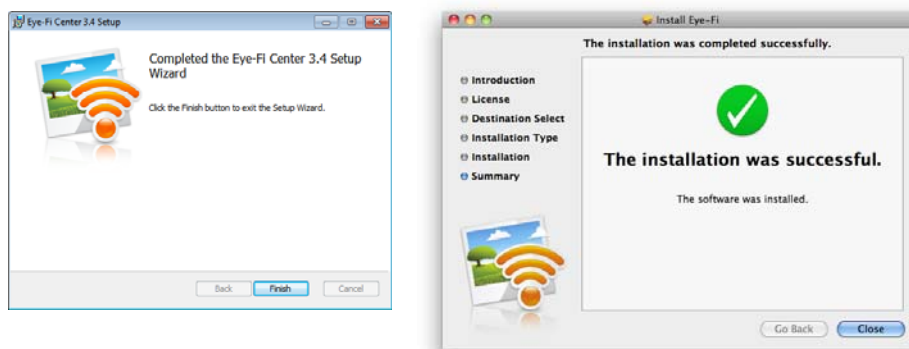 Eye-Fi Center 3.4 Setup
Completed the Eye-Fi Center 3.4 Setup
Wizard
Click the Finish button to exit the Setup Wizard.
Back
Finish
Cancel
Install Eye-Fi
The installation was completed successfully.
Introduction
License
Destination Select
Installation Type
Installation
Summary
The installation was successful.
The software was installed.
Go Back
Close